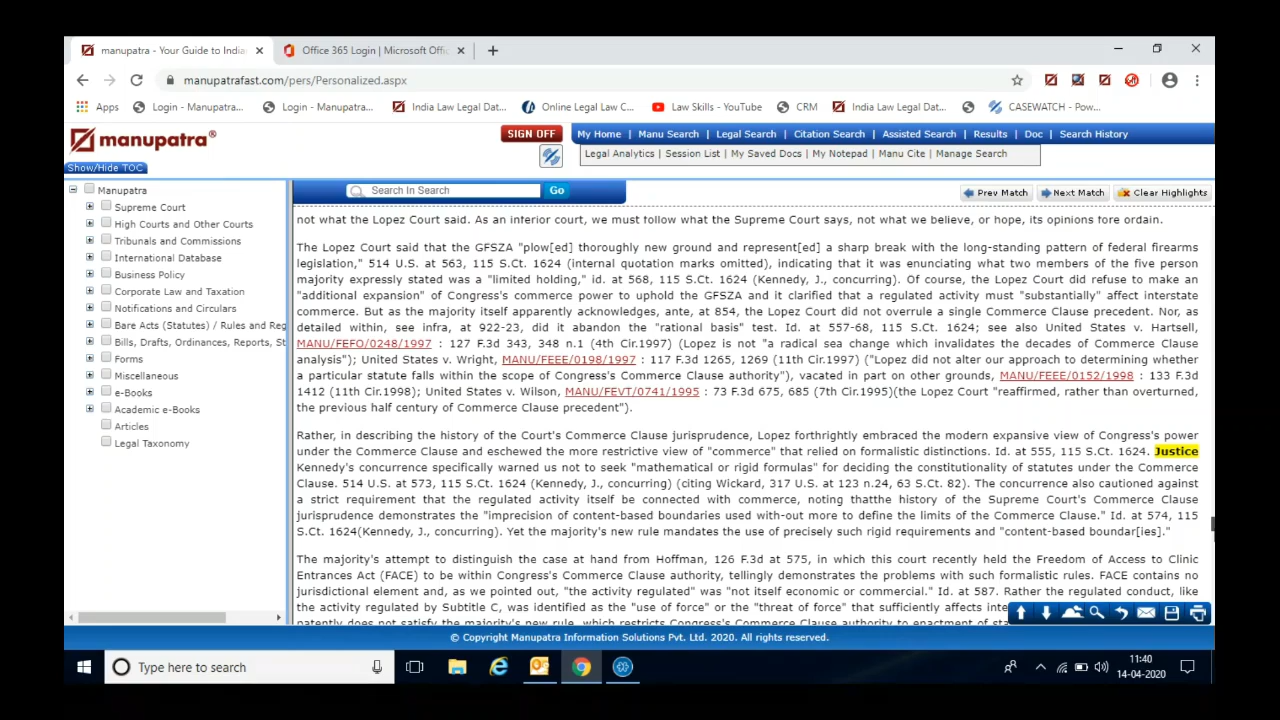 manupatra - Your Guide to India
Office 365 Login | Microsoft Offic
manupatrafast.com/pers/Personalized.aspx
Apps
Login - Manupatra...
Login - Manupatra...
India Law Legal Dat...
Online Legal Law C...
Law Skills - YouTube
CRM
India Law Legal Dat...
CASEWATCH - Pow...
manupatra®
SIGN OFF
My Home | Manu Search | Legal Search | Citation Search | Assisted Search | Results | Doc | Search History
Legal Analytics | Session List | My Saved Docs | My Notepad | Manu Cite | Manage Search
Show/Hide TOC
Search In Search
Go
Prev Match
Next Match
Clear Highlights
Manupatra
Supreme Court
High Courts and Other Courts
Tribunals and Commissions
International Database
Business Policy
Corporate Law and Taxation
Notifications and Circulars
Bare Acts (Statutes) / Rules and Reg
Bills, Drafts, Ordinances, Reports, St
Forms
Miscellaneous
e-Books
Academic e-Books
Articles
Legal Taxonomy
not what the Lopez Court said. As an inferior court, we must follow what the Supreme Court says, not what we believe, or hope, its opinions fore ordain.
The Lopez Court said that the GFSZA "plow[ed] thoroughly new ground and represent[ed] a sharp break with the long-standing pattern of federal firearms
legislation," 514 U.S. at 563, 115 S.Ct. 1624 (internal quotation marks omitted), indicating that it was enunciating what two members of the five person
majority expressly stated was a "limited holding," id. at 568, 115 S.Ct. 1624 (Kennedy, J., concurring). Of course, the Lopez Court did refuse to make an
"additional expansion" of Congress's commerce power to uphold the GFSZA and it clarified that a regulated activity must "substantially" affect interstate
commerce. But as the majority itself apparently acknowledges, ante, at 854, the Lopez Court did not overrule a single Commerce Clause precedent. Nor, as
detailed within, see infra, at 922-23, did it abandon the "rational basis" test. Id. at 557-68, 115 S.Ct. 1624; see also United States v. Hartsell,
MANU/FEFO/0248/1997 : 127 F.3d 343, 348 n.1 (4th Cir.1997) (Lopez is not "a radical sea change which invalidates the decades of Commerce Clause
analysis"); United States v. Wright, MANU/FEEE/0198/1997 : 117 F.3d 1265, 1269 (11th Cir.1997) ("Lopez did not alter our approach to determining whether
a particular statute falls within the scope of Congress's Commerce Clause authority"), vacated in part on other grounds, MANU/FEEE/0152/1998 : 133 F.3d
1412 (11th Cir.1998); United States v. Wilson, MANU/FEVT/0741/1995 : 73 F.3d 675, 685 (7th Cir.1995)(the Lopez Court "reaffirmed, rather than overturned,
the previous half century of Commerce Clause precedent").
Rather, in describing the history of the Court's Commerce Clause jurisprudence, Lopez forthrightly embraced the modern expansive view of Congress's power
under the Commerce Clause and eschewed the more restrictive view of "commerce" that relied on formalistic distinctions. Id. at 555, 115 S.Ct. 1624. Justice
Kennedy's concurrence specifically warned us not to seek "mathematical or rigid formulas" for deciding the constitutionality of statutes under the Commerce
Clause. 514 U.S. at 573, 115 S.Ct. 1624 (Kennedy, J., concurring) (citing Wickard, 317 U.S. at 123 n.24, 63 S.Ct. 82). The concurrence also cautioned against
a strict requirement that the regulated activity itself be connected with commerce, noting thatthe history of the Supreme Court's Commerce Clause
jurisprudence demonstrates the "imprecision of content-based boundaries used with-out more to define the limits of the Commerce Clause." Id. at 574, 115
S.Ct. 1624(Kennedy, J., concurring). Yet the majority's new rule mandates the use of precisely such rigid requirements and "content-based boundar[ies]."
The majority's attempt to distinguish the case at hand from Hoffman, 126 F.3d at 575, in which this court recently held the Freedom of Access to Clinic
Entrances Act (FACE) to be within Congress's Commerce Clause authority, tellingly demonstrates the problems with such formalistic rules. FACE contains no
jurisdictional element and, as we pointed out, "the activity regulated" was "not itself economic or commercial." Id. at 587. Rather the regulated conduct, like
the activity regulated by Subtitle C, was identified as the "use of force" or the "threat of force" that sufficiently affects inte
patently does not satisfy the majority's new rule, which restricts Congress's Commerce Clause authority to enactment of sta
© Copyright Manupatra Information Solutions Pvt. Ltd. 2020. All rights reserved.
Type here to search
11:40
14-04-2020